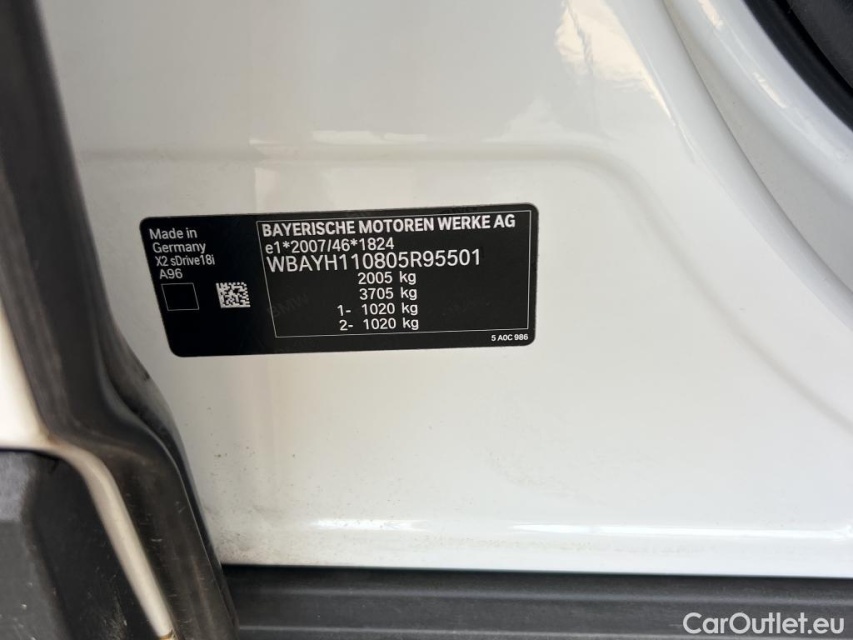 Made in
Germany
X2 sDrive18i
A96
BAYERISCHE MOTOREN WERKE AG
e1*2007/46*1824
WBAYH110805R95501
2005 kg
3705 kg
1- 1020 kg
2- 1020 kg
5 A0C 986
CarOutlet.eu